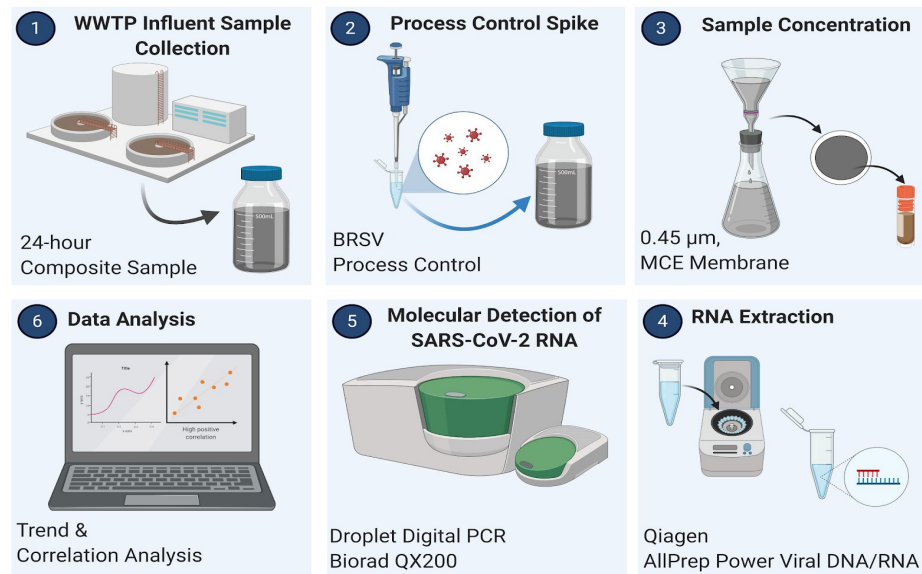 1
WWTP Influent Sample
Collection
500mL
24-hour
Composite Sample
2
Process Control Spike
500mL
BRSV
Process Control
3
Sample Concentration
0.45 µm,
MCE Membrane
6
Data Analysis
Title
High positive
correlation
Trend &
Correlation Analysis
5
Molecular Detection of
SARS-CoV-2 RNA
Droplet Digital PCR
Biorad QX200
4
RNA Extraction
Qiagen
AllPrep Power Viral DNA/RNA